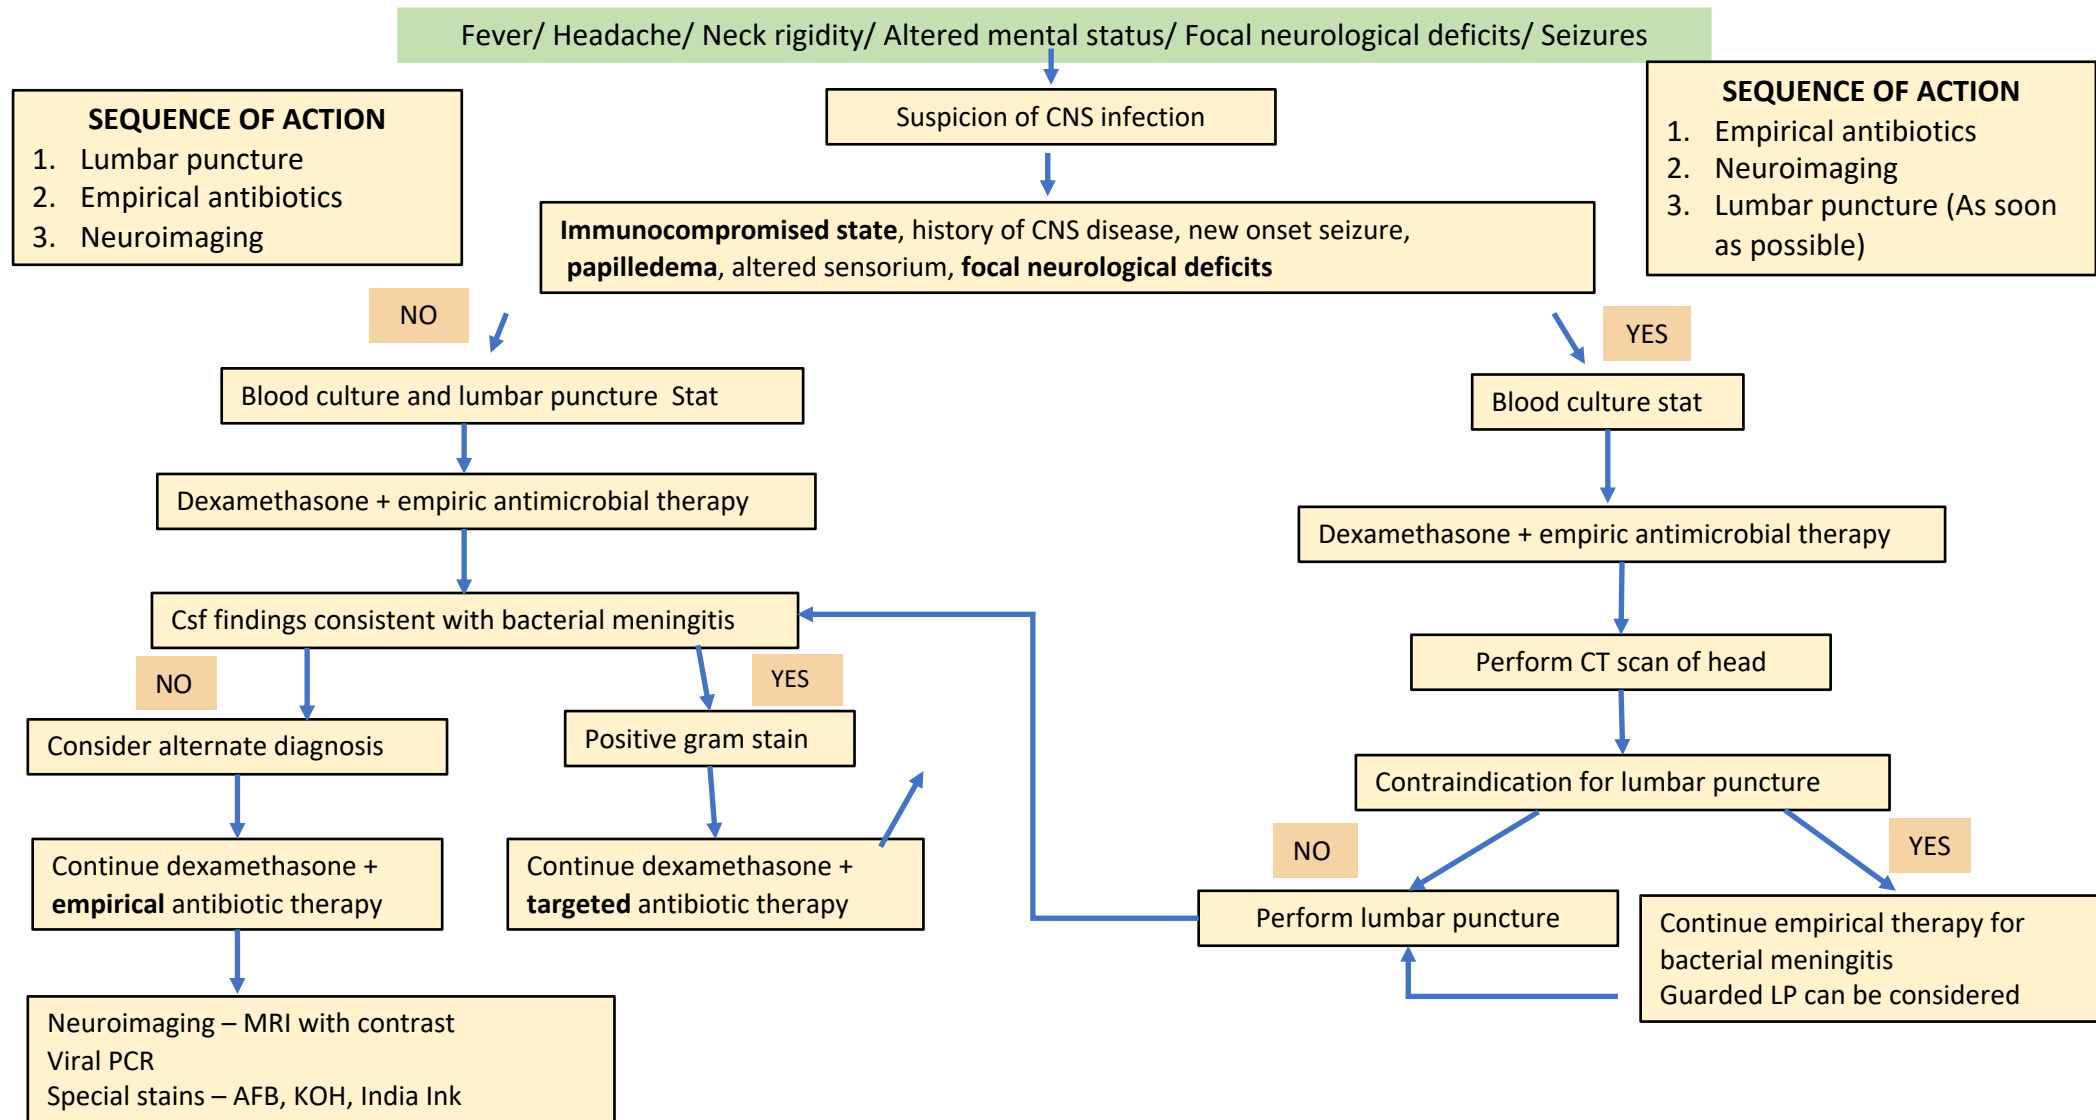 Fever/ Headache/ Neck rigidity/ Altered mental status/ Focal neurological deficits/ Seizures
SEQUENCE OF ACTION
1. Lumbar puncture
2. Empirical antibiotics
3. Neuroimaging
Suspicion of CNS infection
SEQUENCE OF ACTION
1. Empirical antibiotics
2. Neuroimaging
3. Lumbar puncture (As soon
as possible)
Immunocompromised state, history of CNS disease, new onset seizure,
papilledema, altered sensorium, focal neurological deficits
NO
YES
Blood culture and lumbar puncture Stat
Blood culture stat
Dexamethasone + empiric antimicrobial therapy
Dexamethasone + empiric antimicrobial therapy
Csf findings consistent with bacterial meningitis
Perform CT scan of head
NO
YES
Consider alternate diagnosis
Positive gram stain
Contraindication for lumbar puncture
NO
YES
Continue dexamethasone +
empirical antibiotic therapy
Continue dexamethasone +
targeted antibiotic therapy
Perform lumbar puncture
Continue empirical therapy for
bacterial meningitis
Guarded LP can be considered
Neuroimaging – MRI with contrast
Viral PCR
Special stains – AFB, KOH, India Ink